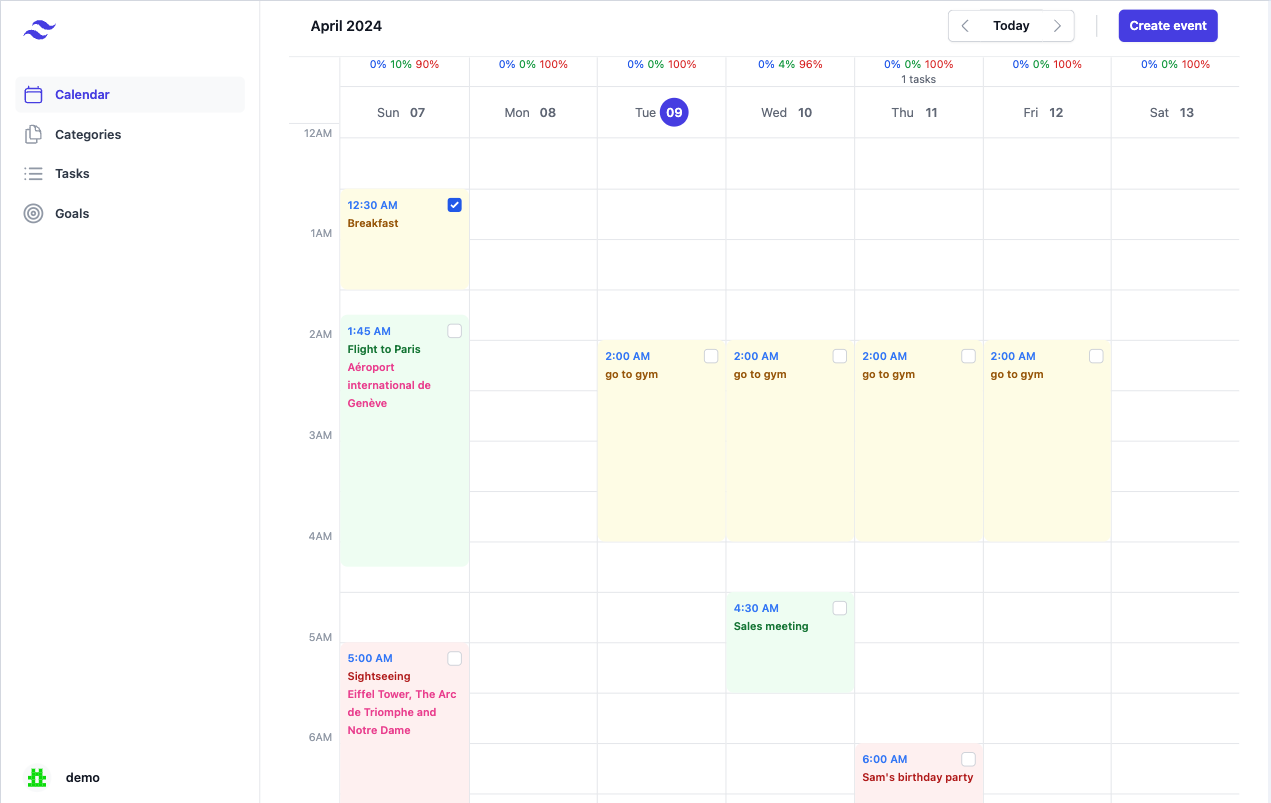 April 2024
Today
Create event
Calendar
Categories
Tasks
Goals
demo
0% 10% 90%
0% 0% 100%
0% 0% 100%
0% 4% 96%
0% 0% 100%
1 tasks
0% 0% 100%
0% 0% 100%
Sun 07
Mon 08
Tue 09
Wed 10
Thu 11
Fri 12
Sat 13
12AM
1AM
2AM
3AM
4AM
5AM
6AM
12:30 AM
Breakfast
1:45 AM
Flight to Paris
Aéroport
international de
Genève
5:00 AM
Sightseeing
Eiffel Tower, The Arc
de Triomphe and
Notre Dame
2:00 AM
go to gym
2:00 AM
go to gym
4:30 AM
Sales meeting
2:00 AM
go to gym
6:00 AM
Sam's birthday party
2:00 AM
go to gym